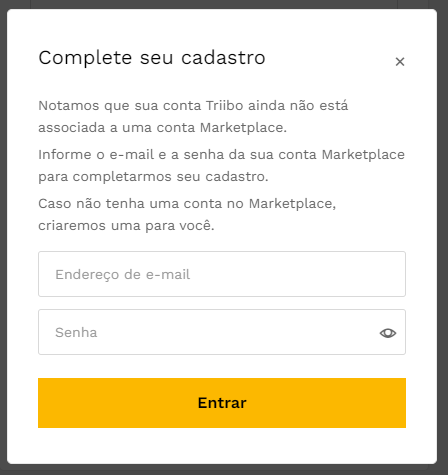 Complete seu cadastro
×
Notamos que sua conta Triibo ainda não está
associada a uma conta Marketplace.
Informe o e-mail e a senha da sua conta Marketplace
para completarmos seu cadastro.
Caso não tenha uma conta no Marketplace,
criaremos uma para você.
Endereço de e-mail
Senha
Entrar